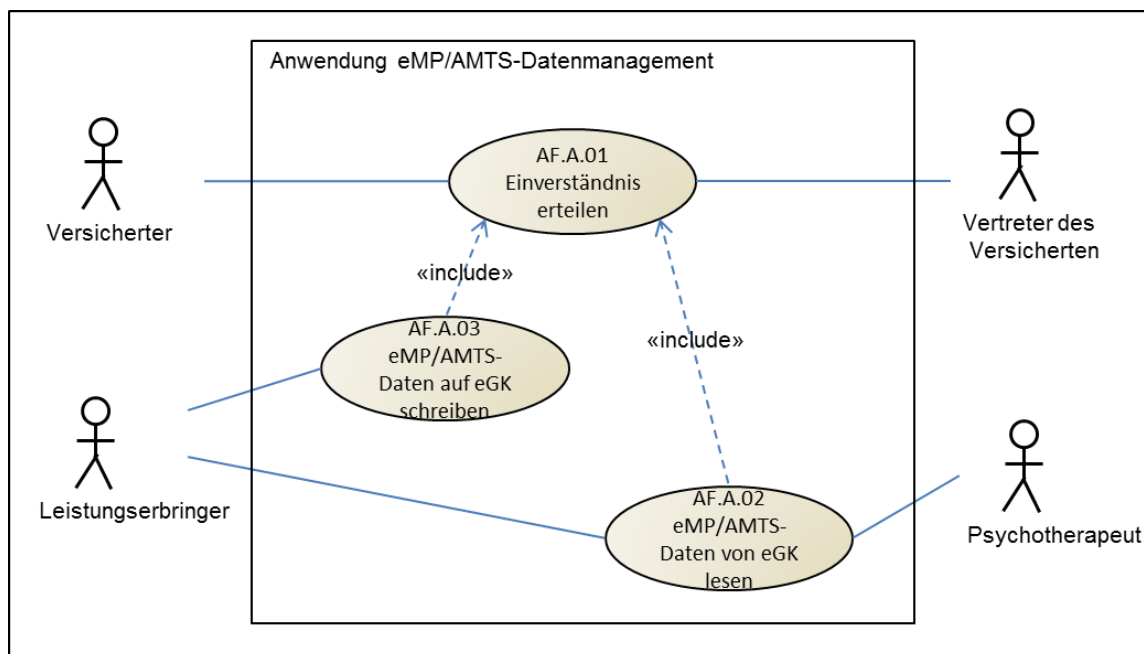 Anwendung eMP/AMTS-Datenmanagement
AF.A.01
Einverständnis
erteilen
Versicherter
Vertreter des
Versicherten
«include»
AF.A.03
eMP/AMTS-
Daten auf eGK
schreiben
«include»
Leistungserbringer
AF.A.02
eMP/AMTS-
Daten von eGK
lesen
Psychotherapeut